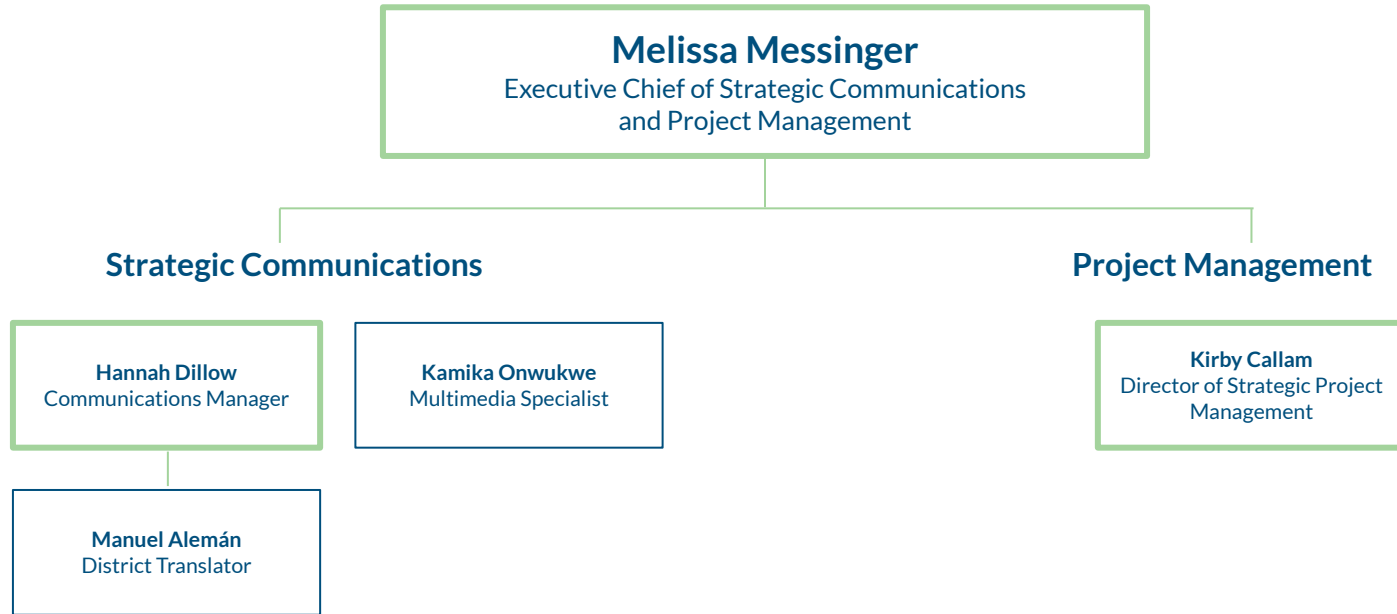 Melissa Messinger
Executive Chief of Strategic Communications
and Project Management
Strategic Communications
Project Management
Hannah Dillow
Communications Manager
Kamika Onwukwe
Multimedia Specialist
Kirby Callam
Director of Strategic Project
Management
Manuel Alemán
District Translator